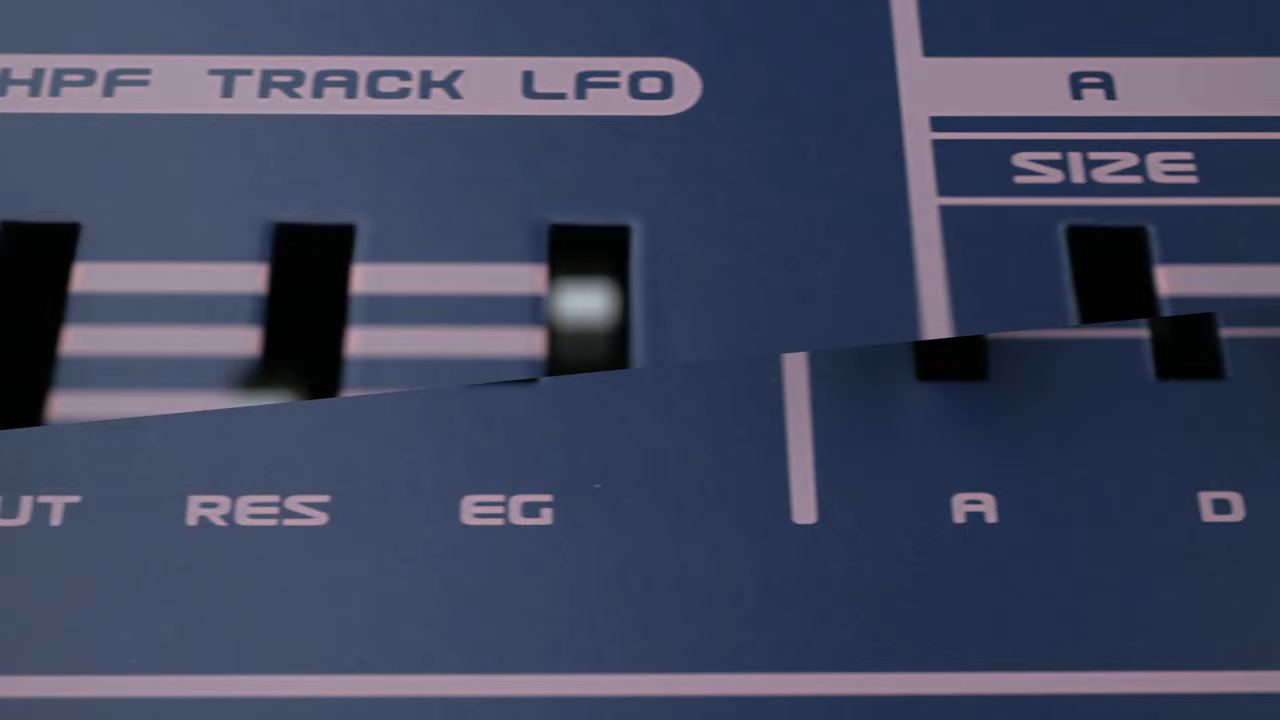 HPF TRACK LFO
A
SIZE
RES EG
A D